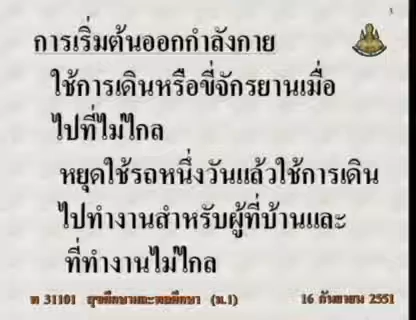 การเริ่มต้นออกกำลังกาย
ใช้การเดินหรือขี่จักรยานเมื่อ
ไปที่ไม่ไกล
หยุดใช้รถหนึ่งวันแล้วใช้การเดิน
ไปทำงานสำหรับผู้ที่บ้านและ
ที่ทำงานไม่ไกล
พ 31101 สุขศึกษาและพลศึกษา (ม.1) 16 กันยายน 2551